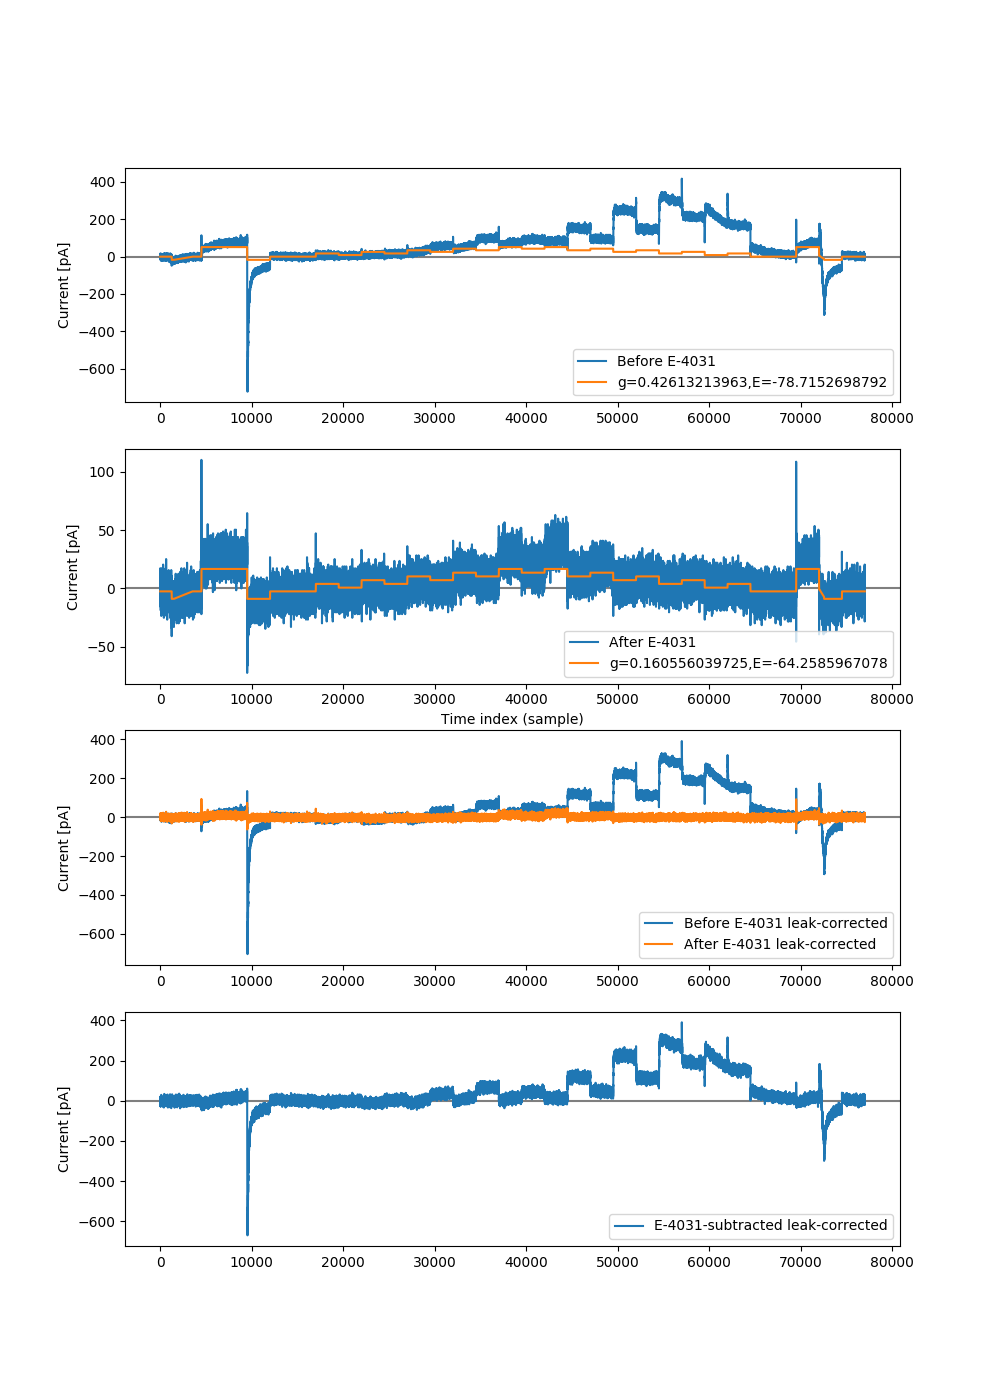 400
200
0
−200
−400
−600
Current [pA]
Before E-4031
g=0.42613213963,E=-78.7152698792
0 10000 20000 30000 40000 50000 60000 70000 80000
100
50
0
−50
Current [pA]
After E-4031
g=0.160556039725,E=-64.2585967078
0 10000 20000 30000 40000 50000 60000 70000 80000
Time index (sample)
400
200
0
−200
−400
−600
Current [pA]
Before E-4031 leak-corrected
After E-4031 leak-corrected
0 10000 20000 30000 40000 50000 60000 70000 80000
400
200
0
−200
−400
−600
Current [pA]
E-4031-subtracted leak-corrected
0 10000 20000 30000 40000 50000 60000 70000 80000